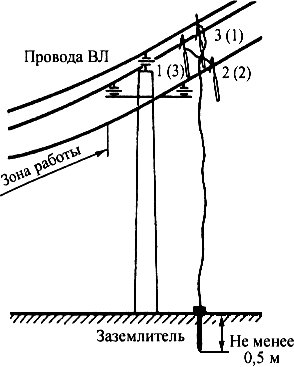 Провода ВЛ
3 (1)
1 (3)
2 (2)
Зона работы
Заземлитель
Не менее
0,5 м